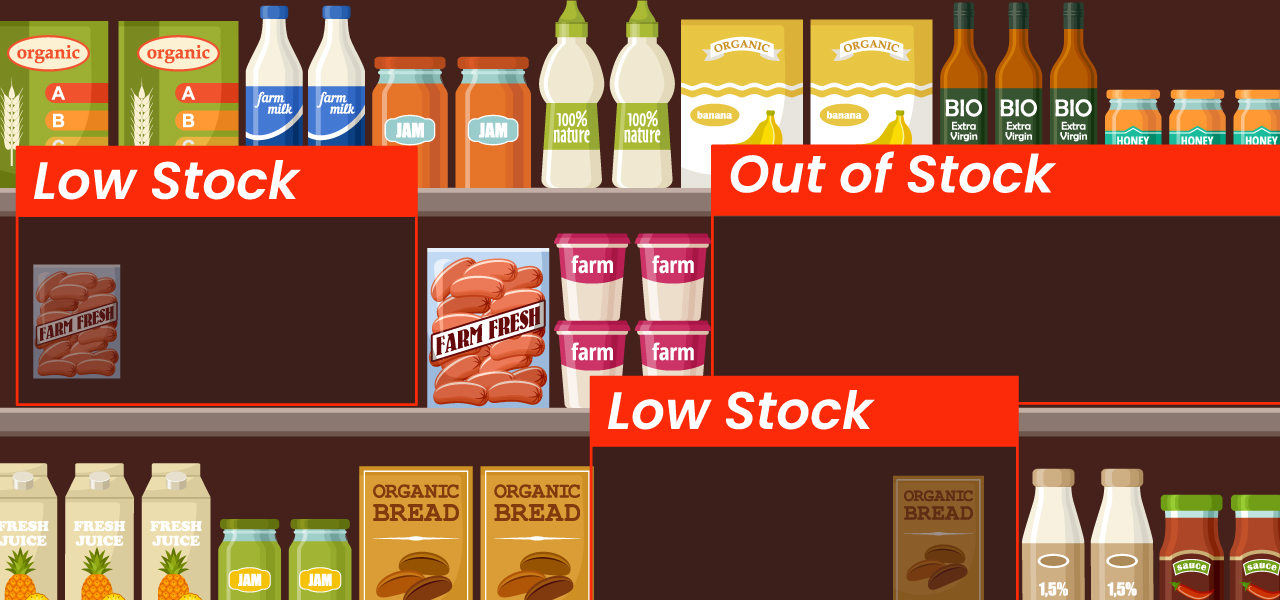 organic
organic
A
A
B
B
farm
milk
farm
milk
JAM
JAM
100%
nature
100%
nature
ORGANIC
banana
ORGANIC
banana
BIO
Extra
Virgin
BIO
Extra
Virgin
BIO
Extra
Virgin
HONEY
HONEY
HONEY
Low Stock
Out of Stock
FARM FRESH
FARM FRESH
farm
farm
farm
farm
Low Stock
FRESH
JUICE
FRESH
JUICE
FRESH
JUICE
JAM
JAM
ORGANIC
BREAD
ORGANIC
BREAD
ORGANIC
BREAD
1,5%
1,5%
sauce
sauce